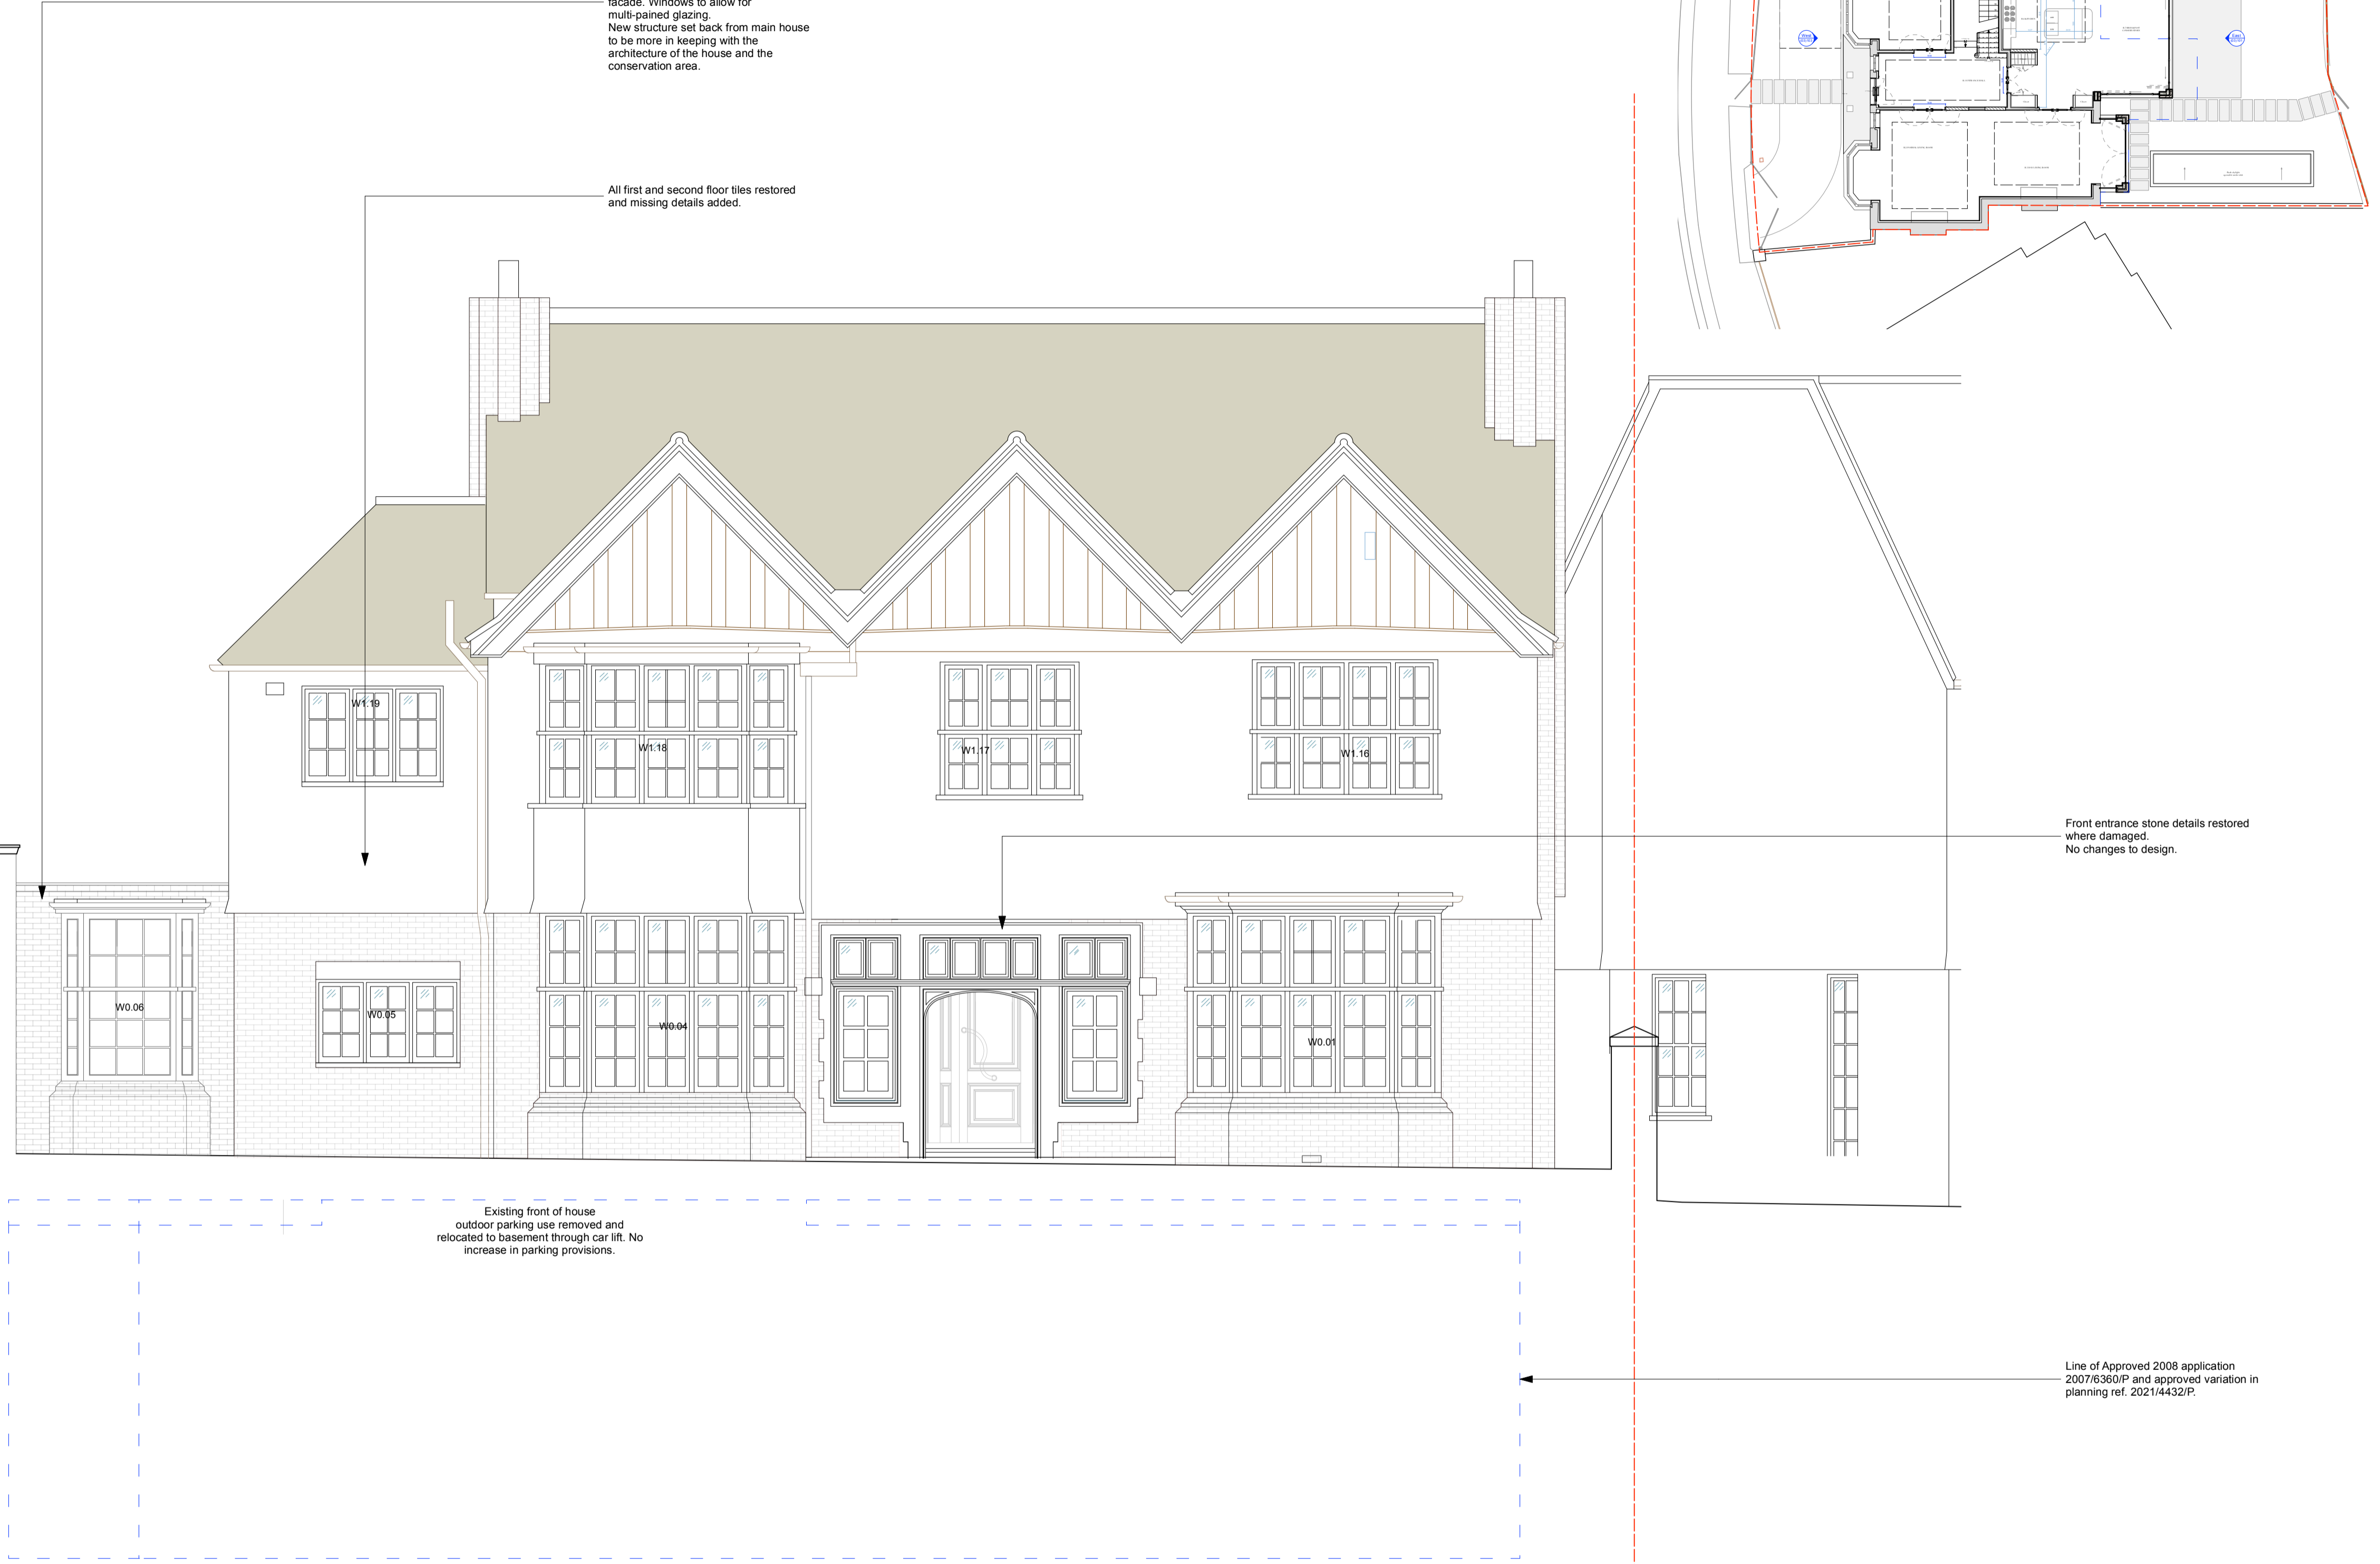 facade. Windows to allow for
multi-pained glazing.
New structure set back from main house
to be more in keeping with the
architecture of the house and the
conservation area.
All first and second floor tiles restored
and missing details added.
W1.19
W1.18
W1.17
W1.16
Front entrance stone details restored
where damaged.
No changes to design.
W0.06
W0.05
W0.04
W0.01
Existing front of house
outdoor parking use removed and
relocated to basement through car lift. No
increase in parking provisions.
Line of Approved 2008 application
2007/6360/P and approved variation in
planning ref. 2021/4432/P.